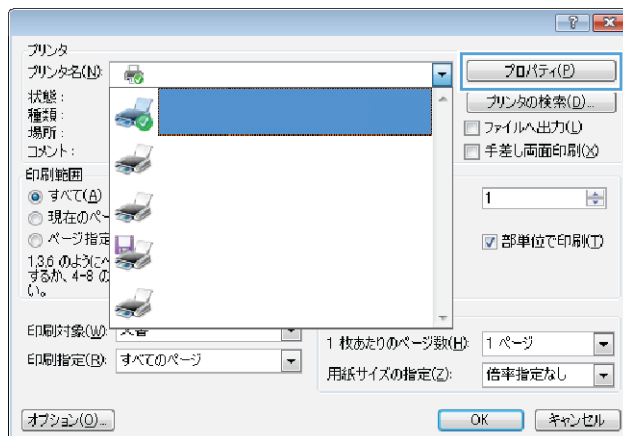 プリンタ
プリンタ名(N):
プロパティ(P)
状態 :
プリンタの検索(D)...
種類 :
場所 :
ファイルへ出力(L)
コメント :
手差し両面印刷(X)
印刷範囲
すべて(A)
1
現在のペー
ページ指定
部単位で印刷(T)
1,3,6 のように
するか、4-8 の
い。
印刷対象(W):
1 枚あたりのページ数(H):
1 ページ
印刷指定(R):
すべてのページ
用紙サイズの指定(Z):
倍率指定なし
オプション(O)...
OK
キャンセル